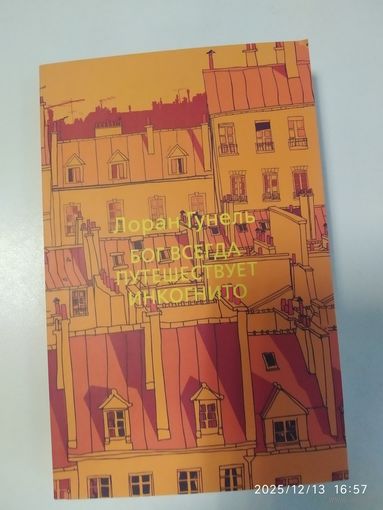 Лоран Гунель
БОГ ВСЕГДА
ПУТЕШЕСТВУЕТ
ИНКОГНИТО
2025/12/13 16:57